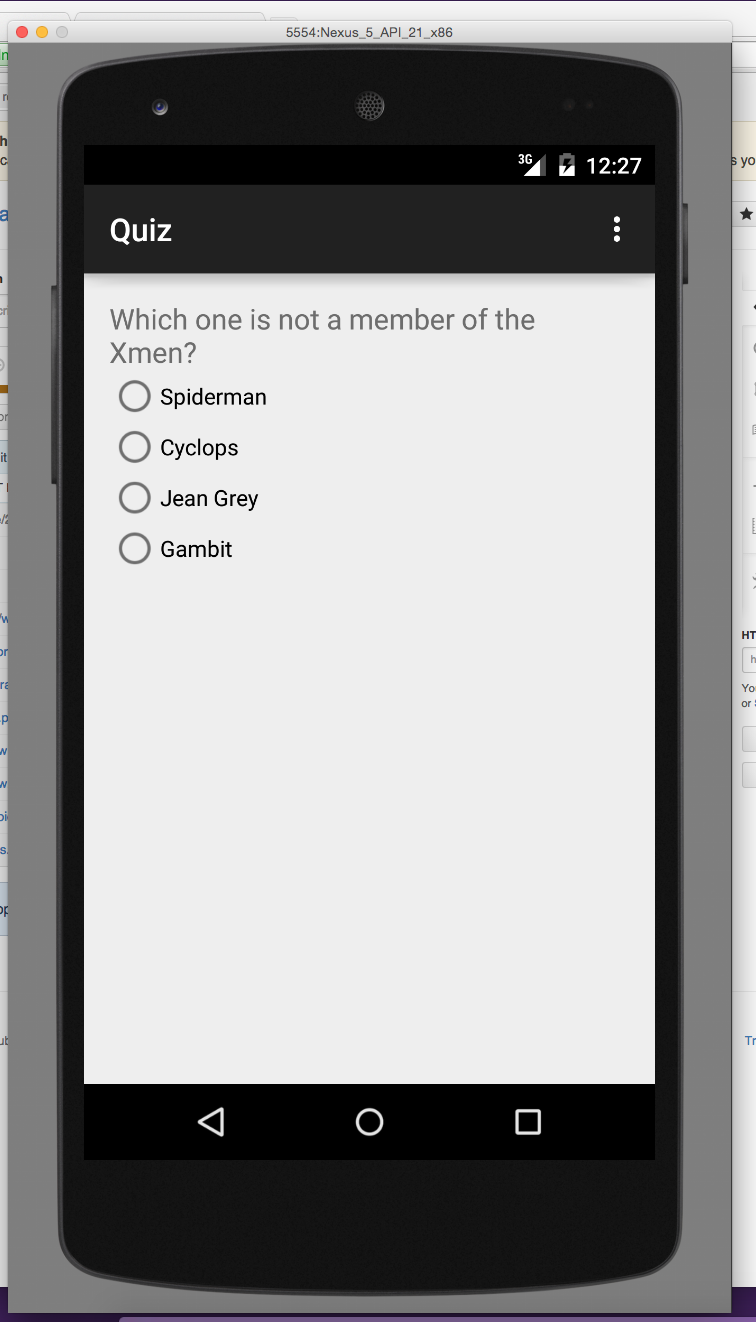 5554:Nexus_5_API_21_x86
3G 12:27
Quiz
Which one is not a member of the
Xmen?
Spiderman
Cyclops
Jean Grey
Gambit